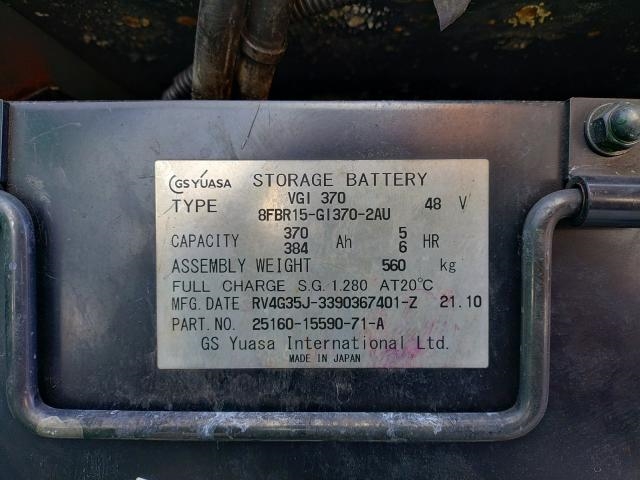 GS YUASA STORAGE BATTERY
TYPE VGI 370 48 V
8FBR15-GI370-2AU
CAPACITY 370 Ah 5 HR
384 6
ASSEMBLY WEIGHT 560 kg
FULL CHARGE S.G. 1.280 AT20°C
MFG. DATE RV4G35J-3390367401-Z 21.10
PART. NO. 25160-15590-71-A
GS Yuasa International Ltd.
MADE IN JAPAN